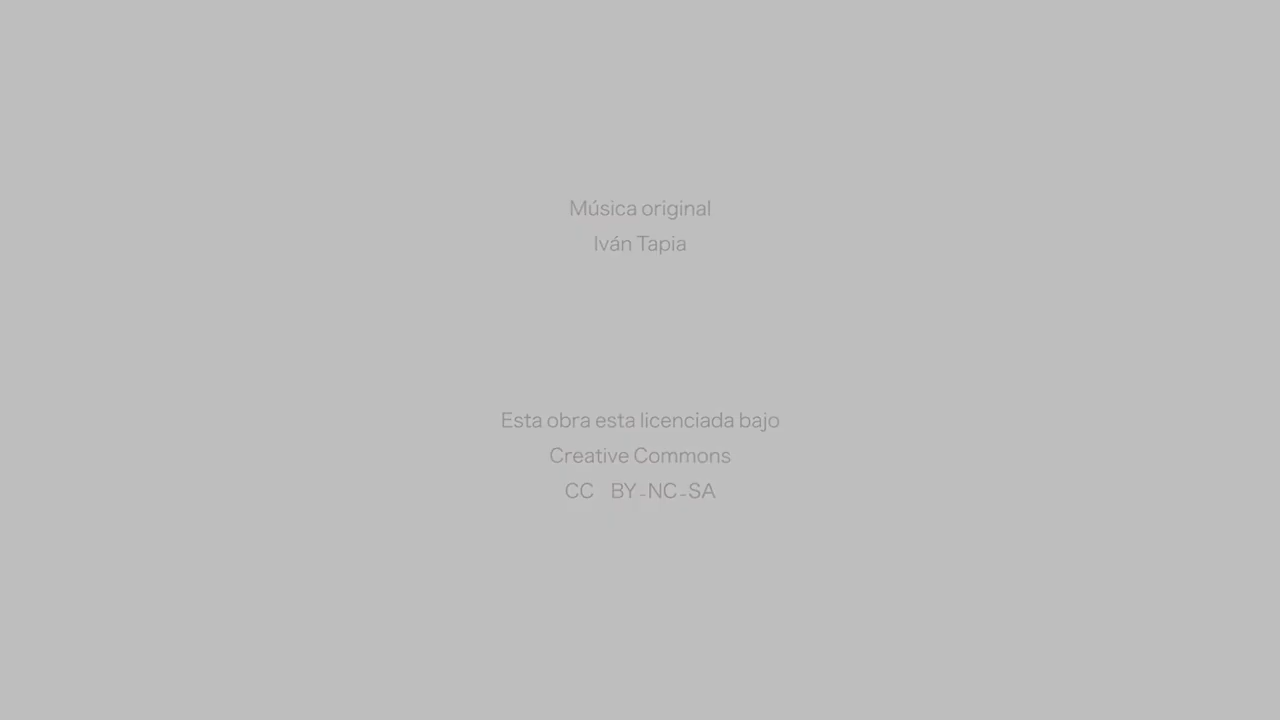 Música original
Iván Tapia
Esta obra esta licenciada bajo
Creative Commons
CC BY-NC-SA